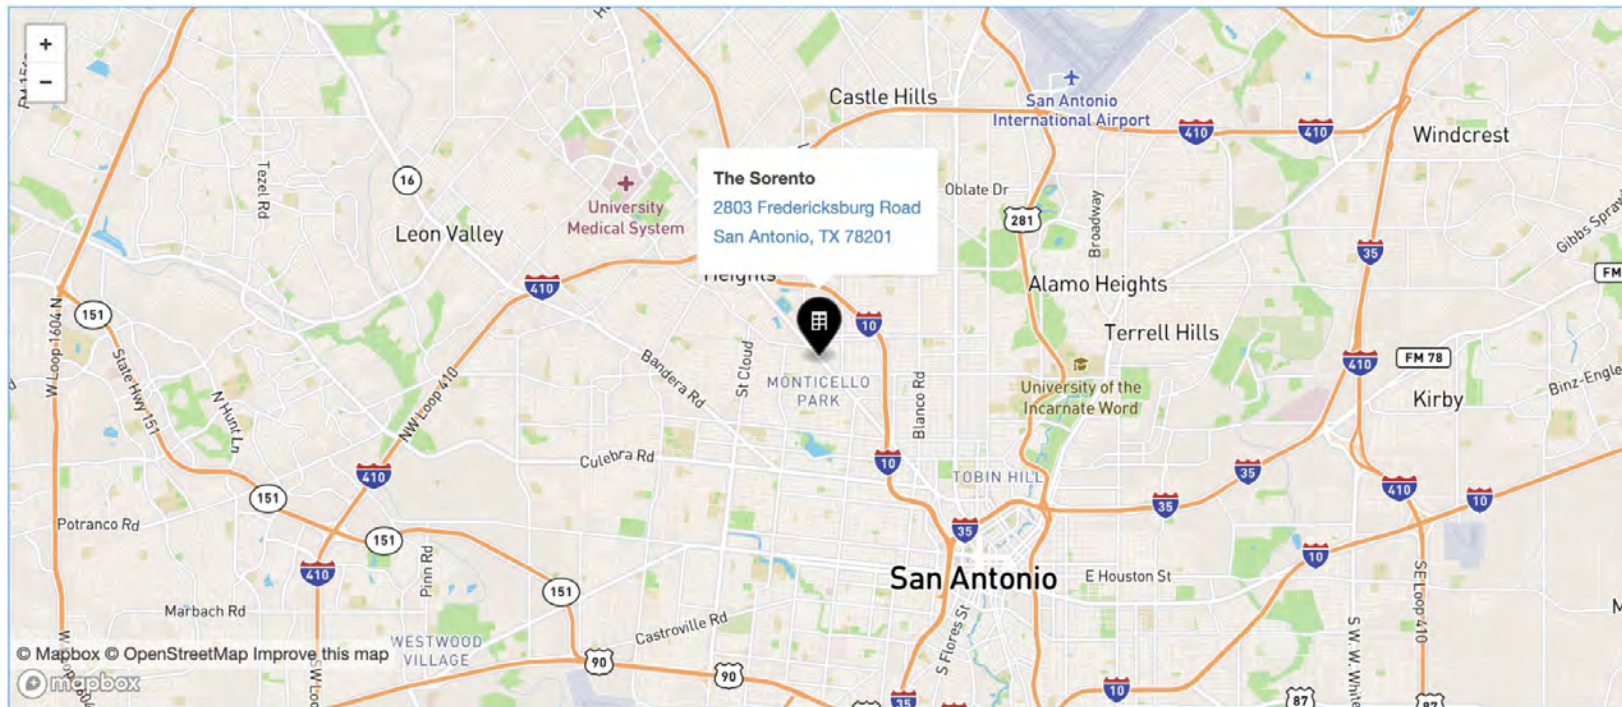 +
−
Castle Hills
San Antonio
International Airport
410
410
Windcrest
Tezel Rd
16
The Sorento
2803 Fredericksburg Road
San Antonio, TX 78201
Oblate Dr
281
Broadway
University
Medical System
Leon Valley
35
Gibbs Spraw
FM
Heights
410
Alamo Heights
151
W Loop 1604 N
10
Terrell Hills
State Hwy 151
N Hunt Ln
NW Loop 410
Bandera Rd
St Cloud
MONTICELLO
PARK
Blanco Rd
University of the
Incarnate Word
410
FM 78
Kirby
Binz-Engle
Culebra Rd
10
TOBIN HILL
35
410
10
410
151
35
35
Potranco Rd
151
410
Pinn Rd
151
San Antonio
E Houston St
10
SE Loop 410
Marbach Rd
Castroville Rd
S Flores St
S W.W. White
WESTWOOD
VILLAGE
90
90
SW Loo
10
35
87
87
© Mapbox © OpenStreetMap Improve this map
mapbox